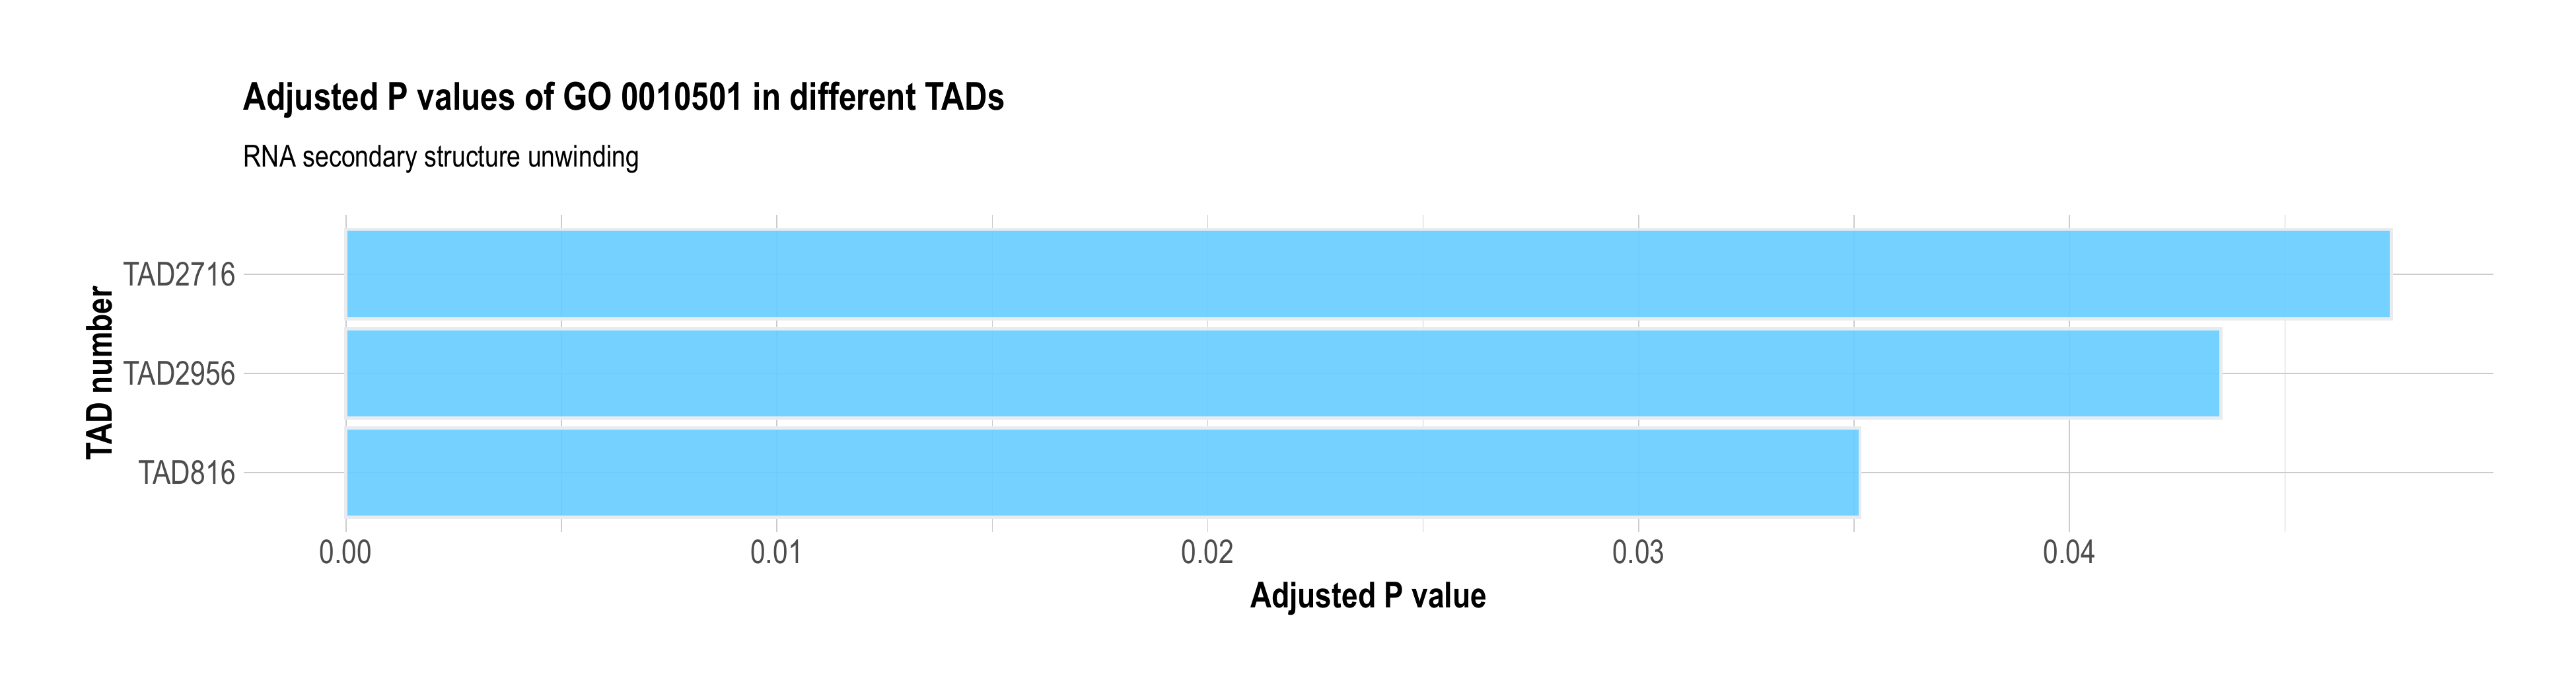 Adjusted P values of GO 0010501 in different TADs
RNA secondary structure unwinding
TAD number
TAD2716
TAD2956
TAD816
0.00 0.01 0.02 0.03 0.04
Adjusted P value